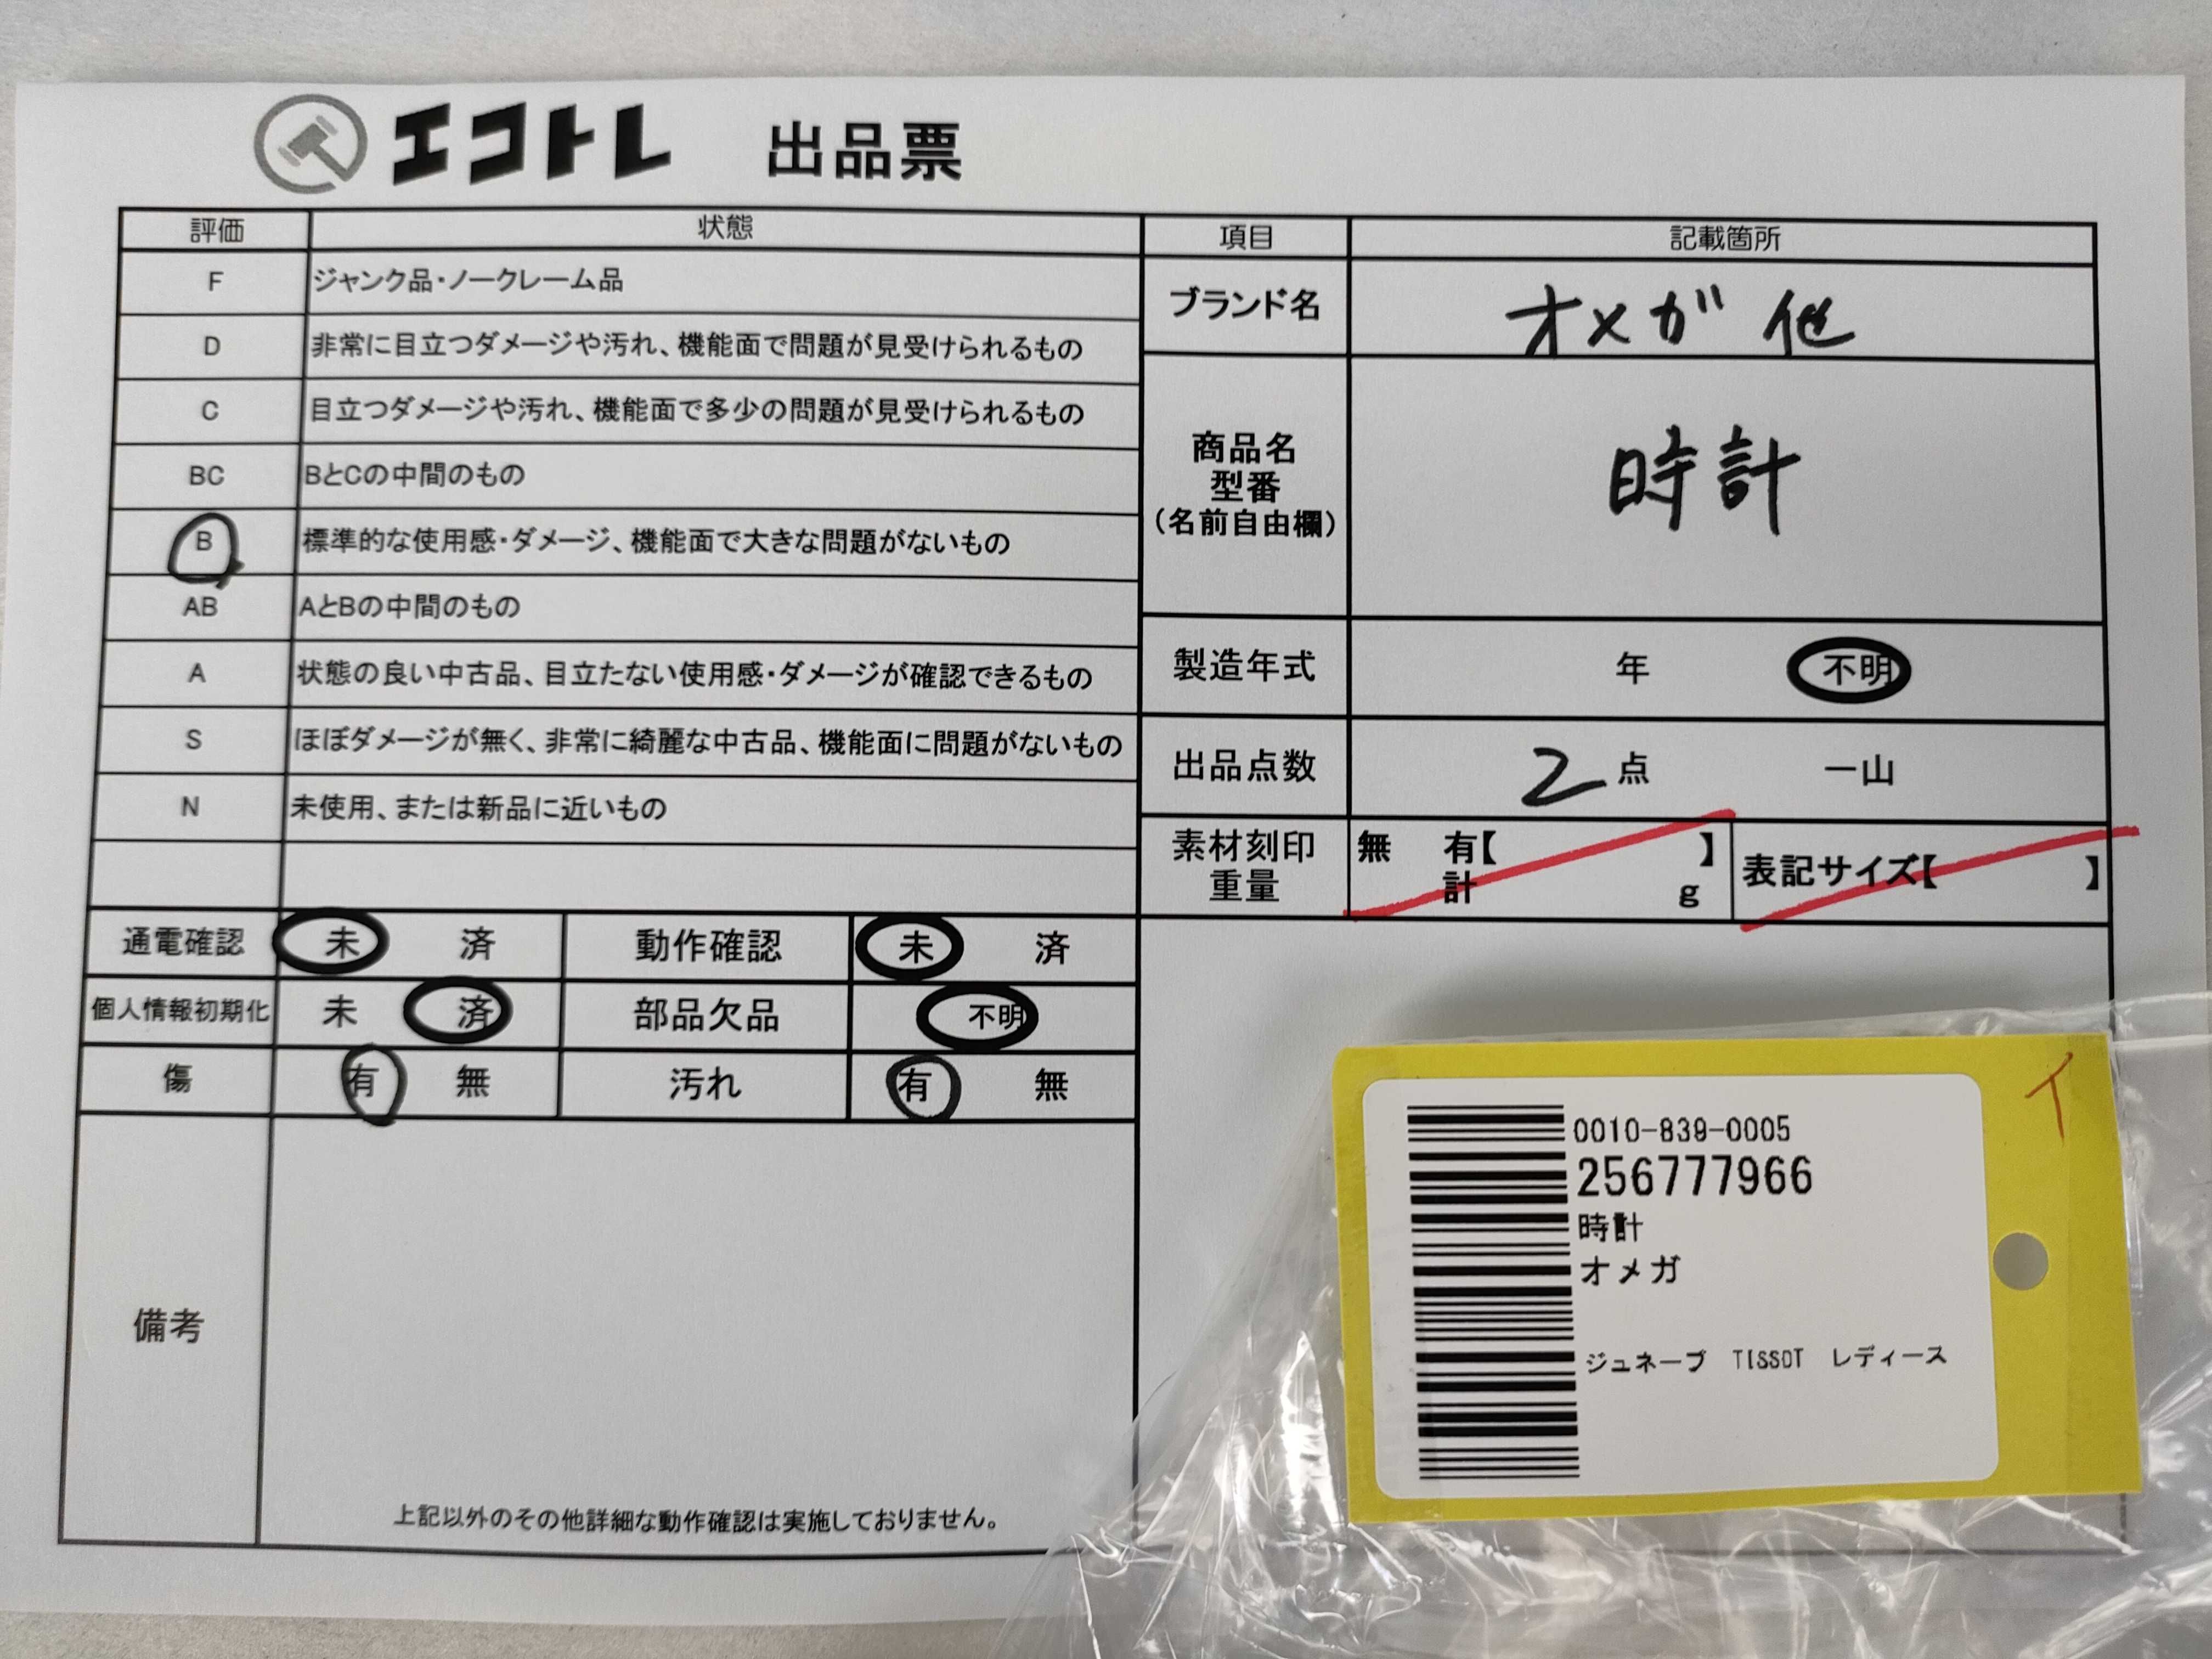 エコトレ 出品票
評価 状態
F ジャンク品・ノークレーム品
D 非常に目立つダメージや汚れ、機能面で問題が見受けられるもの
C 目立つダメージや汚れ、機能面で多少の問題が見受けられるもの
BC BとCの中間のもの
B 標準的な使用感・ダメージ、機能面で大きな問題がないもの
AB AとBの中間のもの
A 状態の良い中古品、目立たない使用感・ダメージが確認できるもの
S ほぼダメージが無く、非常に綺麗な中古品、機能面に問題がないもの
N 未使用、または新品に近いもの
通電確認 未 済 動作確認 未 済
個人情報初期化 未 済 部品欠品 不明
傷 有 無 汚れ 有 無
備考
上記以外のその他詳細な動作確認は実施しておりません。
項目 記載箇所
ブランド名 オメガ 他
商品名
型番
(名前自由欄)
時計
製造年式 年 不明
出品点数 2点 一山
素材刻印 無 有【 】 表記サイズ【 】
重量 計 g
イ
0010-839-0005
256777966
時計
オメガ
ジュネーブ TISSOT レディース